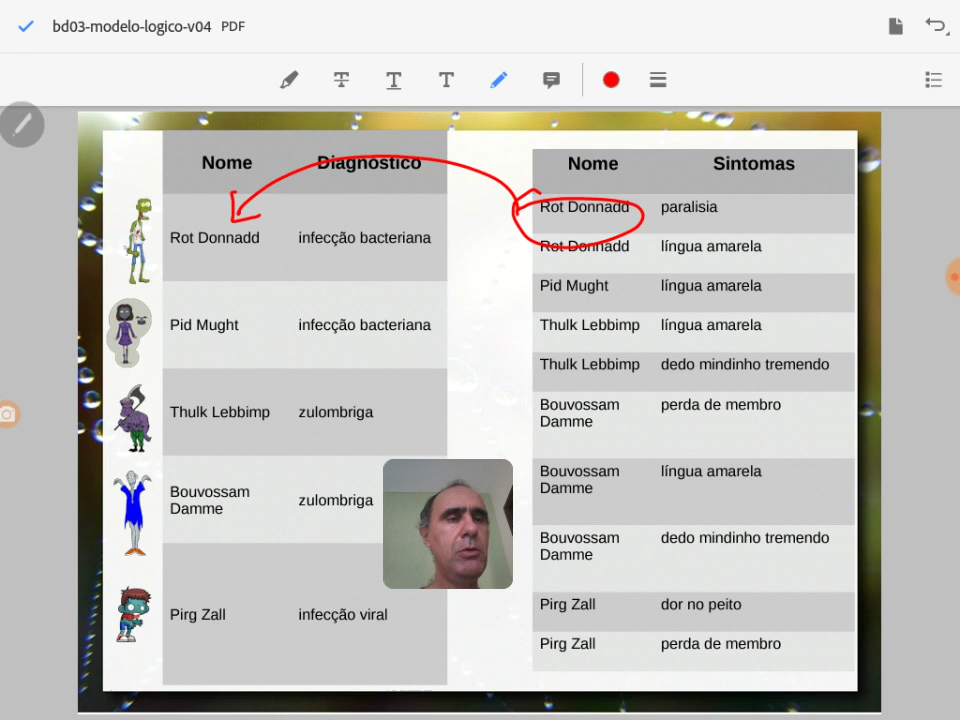 bd03-modelo-logico-v04 PDF
T T T
Nome Diagnóstico
Rot Donnadd infecção bacteriana
Pid Mught infecção bacteriana
Thulk Lebbimp zulombriga
Bouvossam
Damme
zulombriga
Pirg Zall infecção viral
Nome Sintomas
Rot Donnadd paralisia
Rot Donnadd língua amarela
Pid Mught língua amarela
Thulk Lebbimp língua amarela
Thulk Lebbimp dedo mindinho tremendo
Bouvossam perda de membro
Damme
Bouvossam língua amarela
Damme
Bouvossam dedo mindinho tremendo
Damme
Pirg Zall dor no peito
Pirg Zall perda de membro